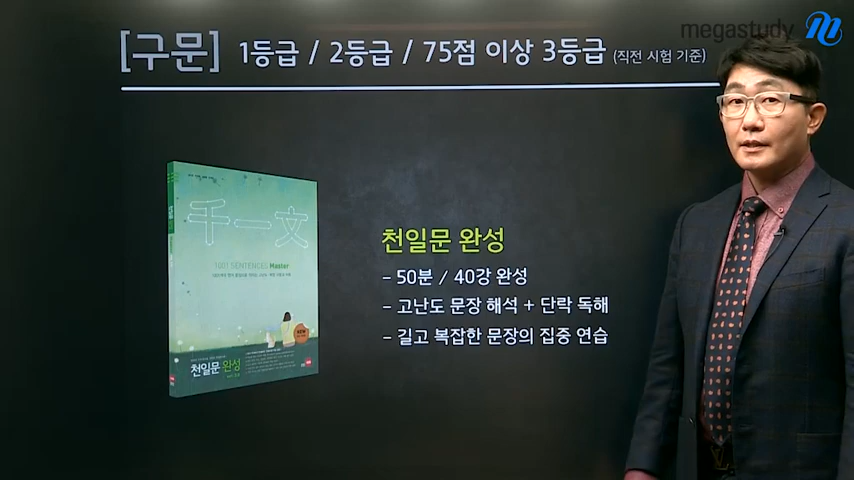 megastudy
[구문] 1등급 / 2등급 / 75점 이상 3등급 (직전 시험 기준)
千一文
1001 SENTENCES Master
천일문 완성
천일문 완성
- 50분 / 40강 완성
- 고난도 문장 해석 + 단락 독해
- 길고 복잡한 문장의 집중 연습